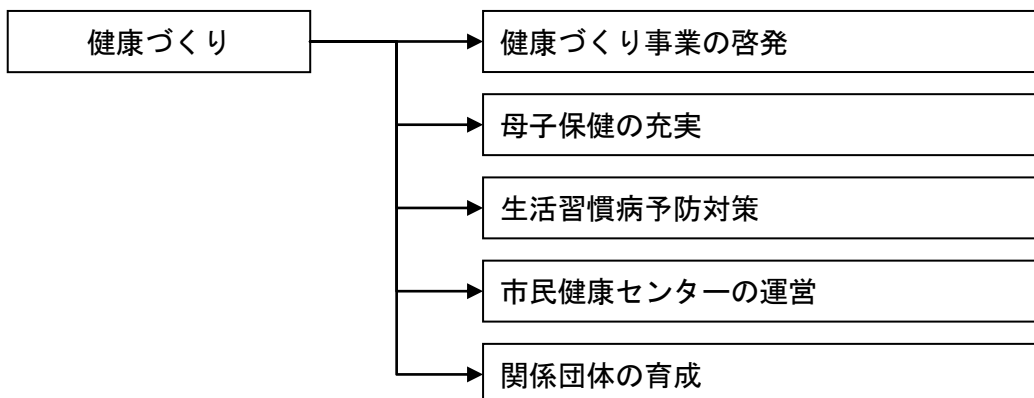 健康づくり
健康づくり事業の啓発
母子保健の充実
生活習慣病予防対策
市民健康センターの運営
関係団体の育成